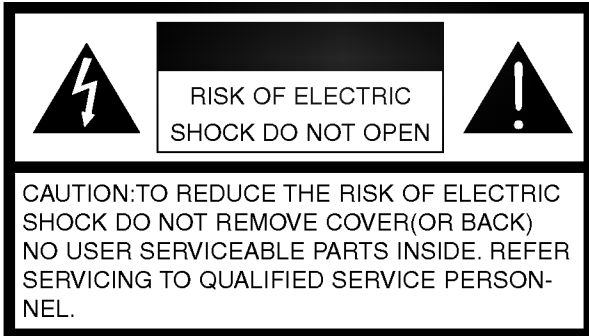 RISK OF ELECTRIC
SHOCK DO NOT OPEN
CAUTION:TO REDUCE THE RISK OF ELECTRIC
SHOCK DO NOT REMOVE COVER(OR BACK)
NO USER SERVICEABLE PARTS INSIDE. REFER
SERVICING TO QUALIFIED SERVICE PERSON-
NEL.